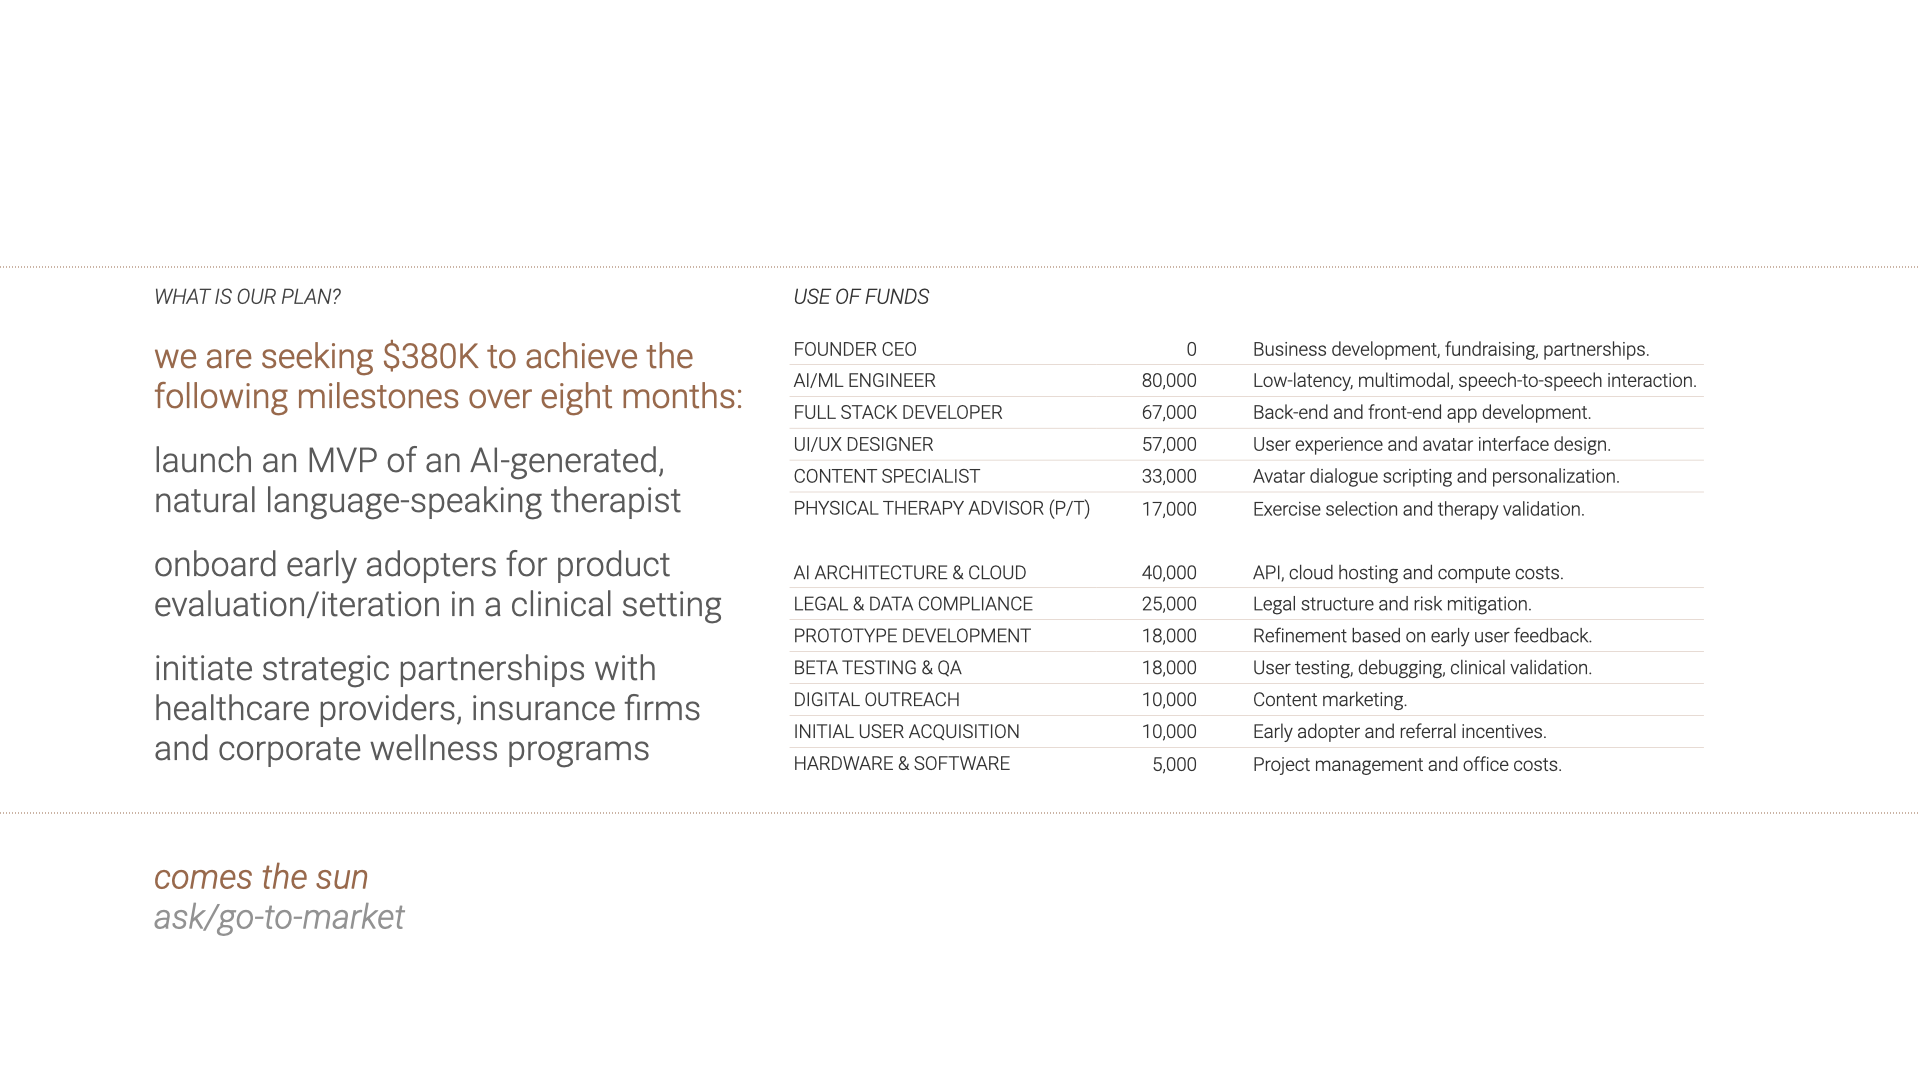 WHAT IS OUR PLAN?
we are seeking $380K to achieve the
following milestones over eight months:
launch an MVP of an AI-generated,
natural language-speaking therapist
onboard early adopters for product
evaluation/iteration in a clinical setting
initiate strategic partnerships with
healthcare providers, insurance firms
and corporate wellness programs
USE OF FUNDS
FOUNDER CEO 0 Business development, fundraising, partnerships.
AI/ML ENGINEER 80,000 Low-latency, multimodal, speech-to-speech interaction.
FULL STACK DEVELOPER 67,000 Back-end and front-end app development.
UI/UX DESIGNER 57,000 User experience and avatar interface design.
CONTENT SPECIALIST 33,000 Avatar dialogue scripting and personalization.
PHYSICAL THERAPY ADVISOR (P/T) 17,000 Exercise selection and therapy validation.
AI ARCHITECTURE & CLOUD 40,000 API, cloud hosting and compute costs.
LEGAL & DATA COMPLIANCE 25,000 Legal structure and risk mitigation.
PROTOTYPE DEVELOPMENT 18,000 Refinement based on early user feedback.
BETA TESTING & QA 18,000 User testing, debugging, clinical validation.
DIGITAL OUTREACH 10,000 Content marketing.
INITIAL USER ACQUISITION 10,000 Early adopter and referral incentives.
HARDWARE & SOFTWARE 5,000 Project management and office costs.
comes the sun
ask/go-to-market